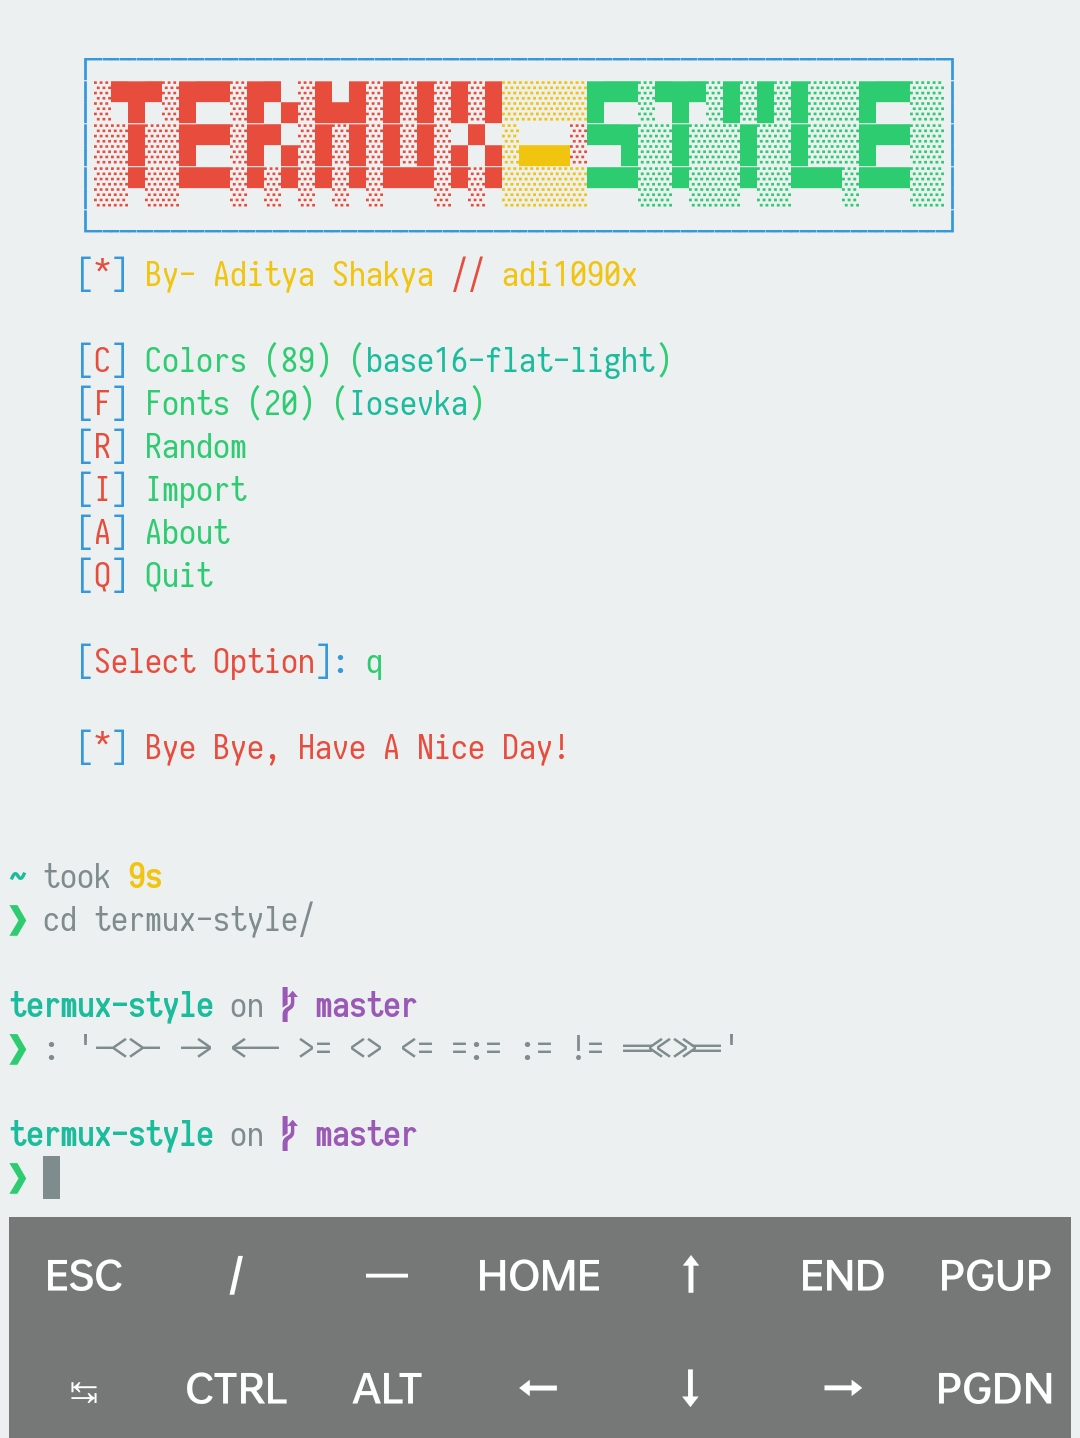 TERMUX-STYLE
[*] By- Aditya Shakya // adi1090x
[C] Colors (89) (base16-flat-light)
[F] Fonts (20) (Iosevka)
[R] Random
[I] Import
[A] About
[Q] Quit
[Select Option]: q
[*] Bye Bye, Have A Nice Day!
~ took 9s
❯ cd termux-style/
termux-style on  master
❯ : '-<>- -> <-- >= <> <= =:= := != ==<<>>==' 
termux-style on  master
❯
ESC / — HOME ↑ END PGUP
↹ CTRL ALT ← ↓ → PGDN